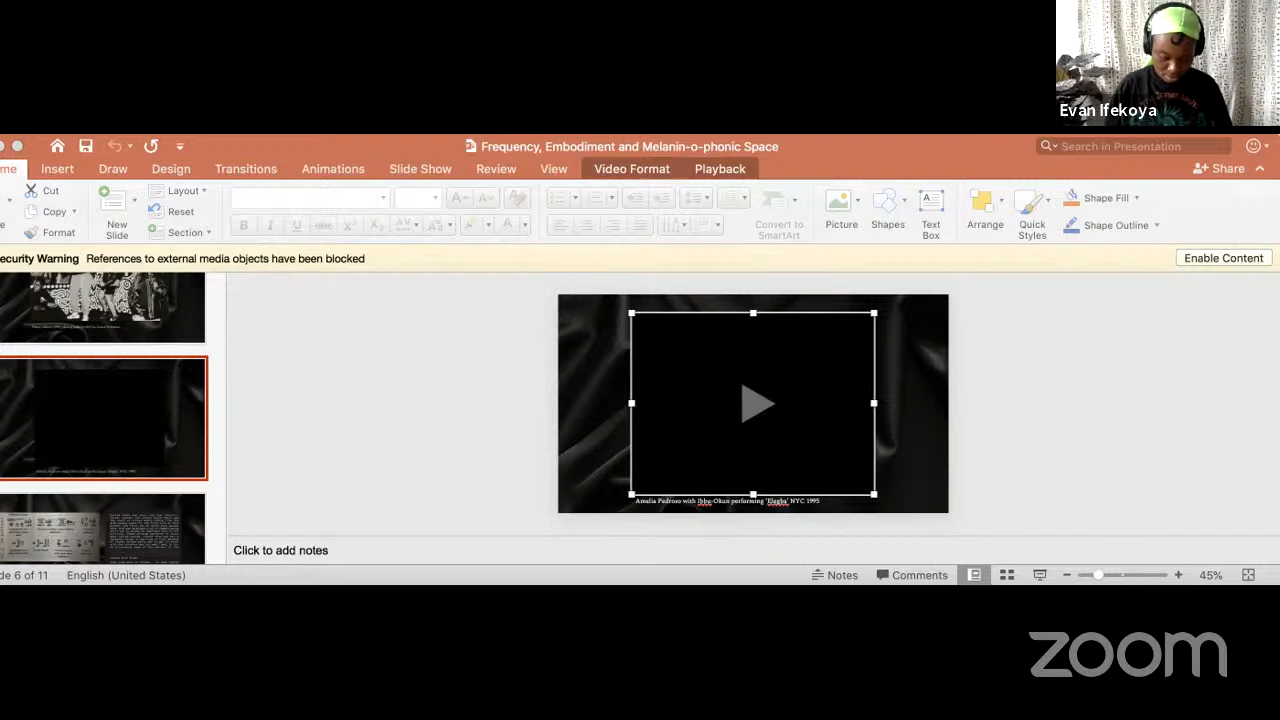 Evan Ifekoya
Frequency, Embodiment and Melanin-o-phonic Space
Search in Presentation
me Insert Draw Design Transitions Animations Slide Show Review View Video Format Playback
Share
Cut
Copy
Format
New
Slide
Layout
Reset
Section
Convert to
SmartArt
Picture
Shapes
Text
Box
Arrange
Quick
Styles
Shape Fill
Shape Outline
ecurity Warning References to external media objects have been blocked
Enable Content
Amelia Pedroso with Ibbu-Okun performing 'Elegba' NYC 1995
Click to add notes
de 6 of 11 English (United States)
Notes Comments 45%
zoom